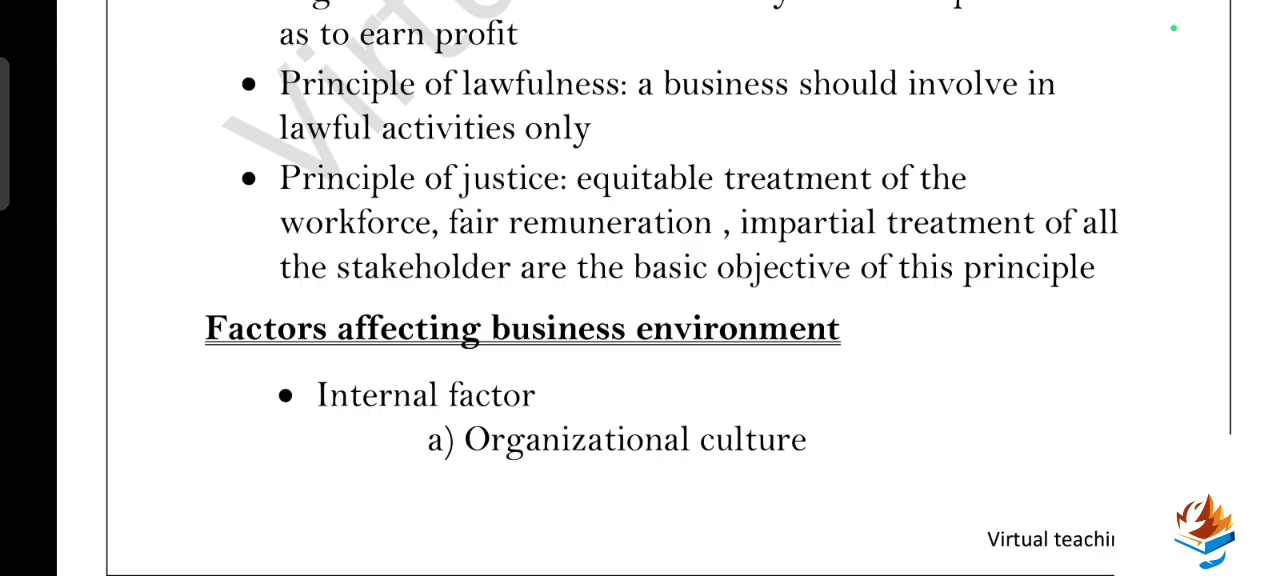 as to earn profit
• Principle of lawfulness: a business should involve in
lawful activities only
• Principle of justice: equitable treatment of the
workforce, fair remuneration , impartial treatment of all
the stakeholder are the basic objective of this principle
Factors affecting business environment
• Internal factor
a) Organizational culture
Virtual teachin